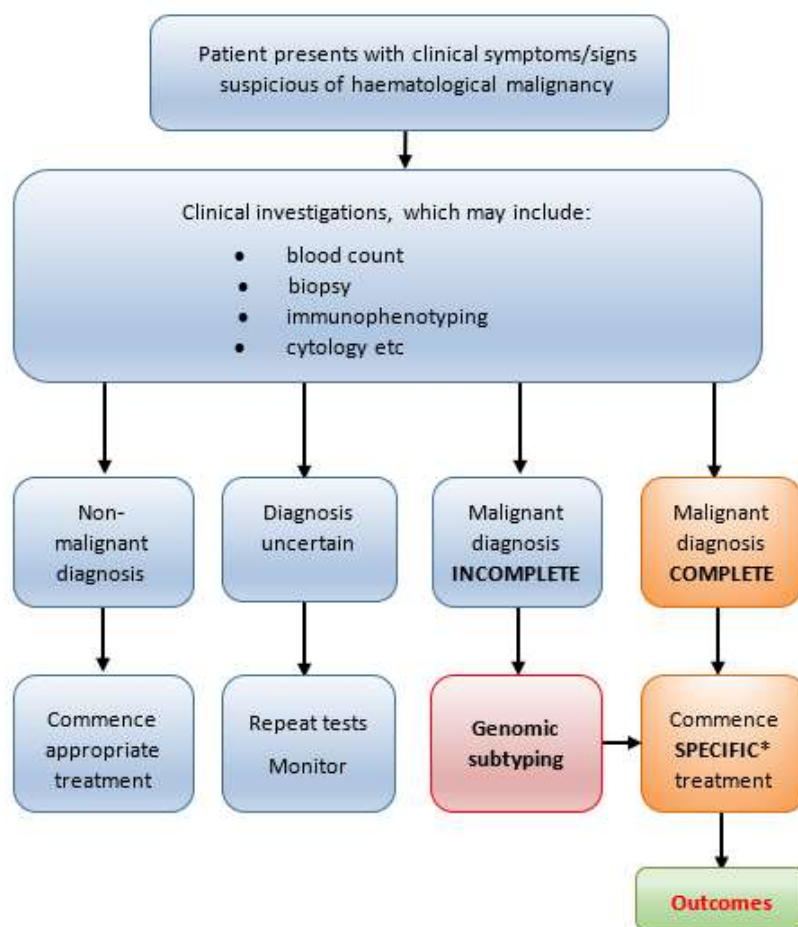 Patient presents with clinical symptoms/signs
suspicious of haematological malignancy
Clinical investigations, which may include:
• blood count
• biopsy
• immunophenotyping
• cytology etc
Non-
malignant
diagnosis
Diagnosis
uncertain
Malignant
diagnosis
INCOMPLETE
Malignant
diagnosis
COMPLETE
Commence
appropriate
treatment
Repeat tests
Monitor
Genomic
subtyping
Commence
SPECIFIC*
treatment
Outcomes